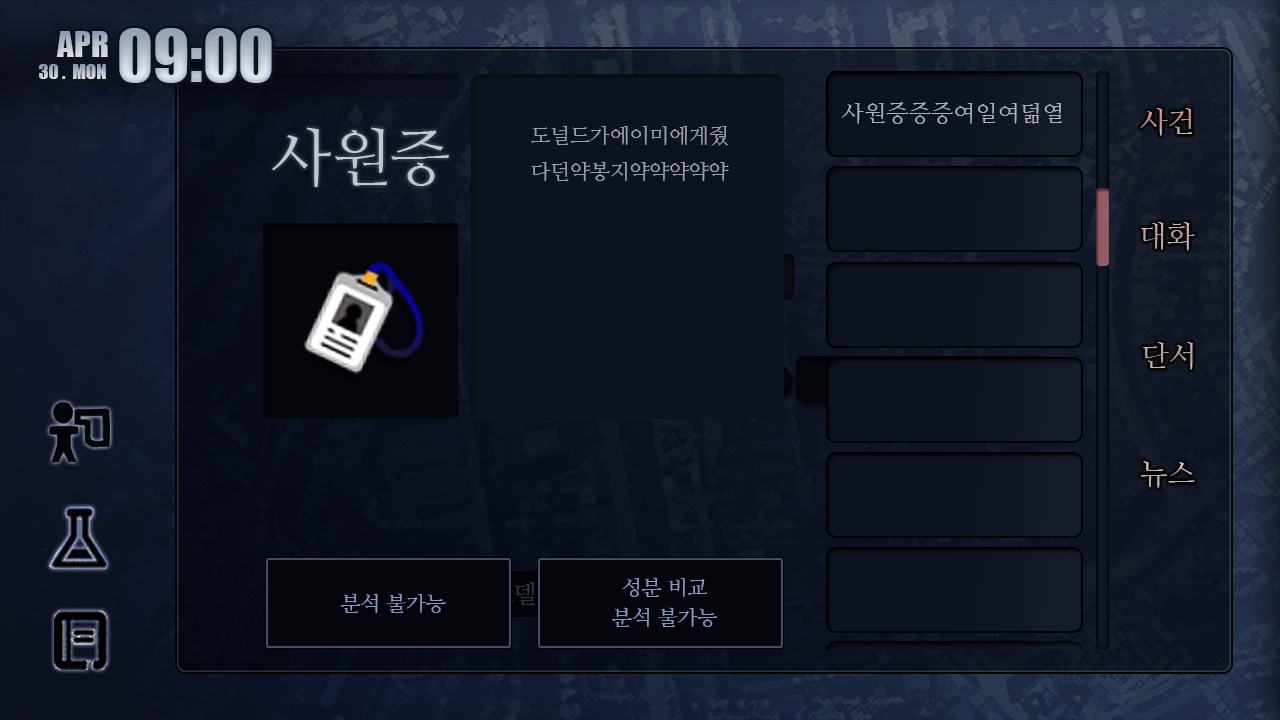 APR
30. MON
09:00
사원증
도널드가에이미에게줬
다던약봉지약약약약약
사원증증증여일여덟열
사건
대화
단서
뉴스
분석 불가능
델
성분 비교
분석 불가능